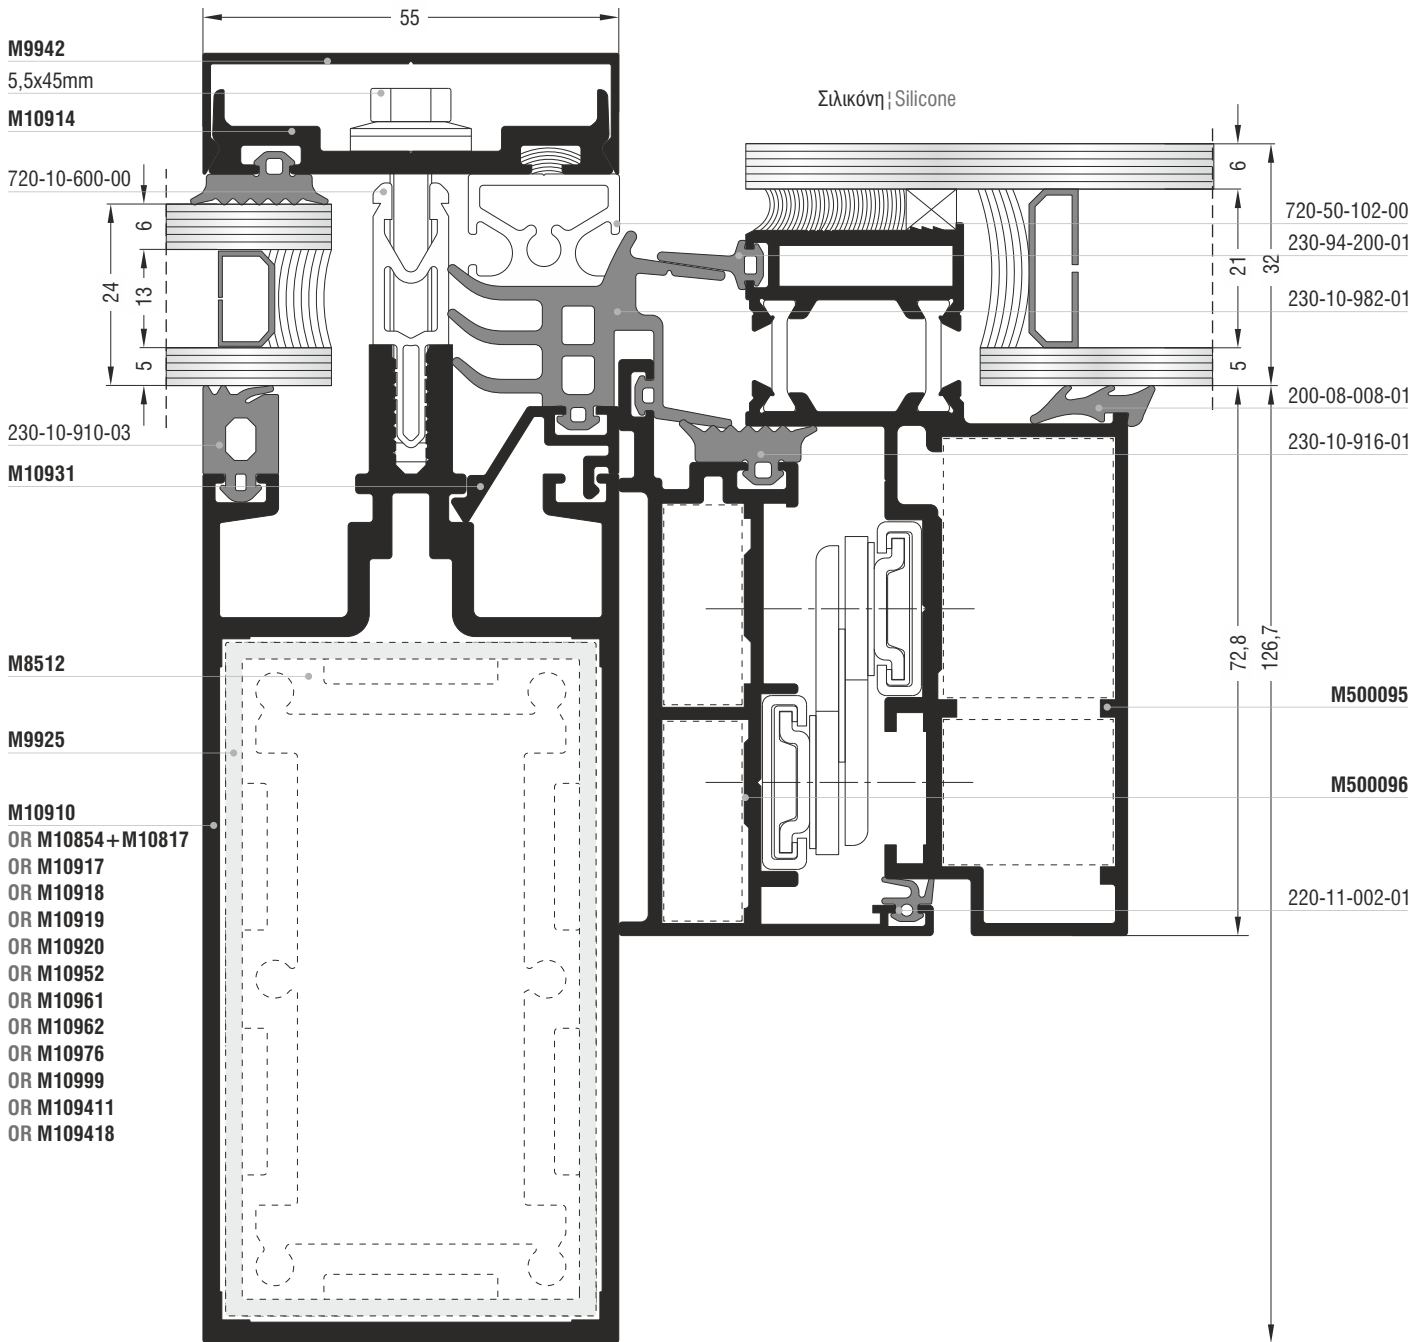 55
M9942
5,5x45mm
M10914
720-10-600-00
6
24
13
5
230-10-910-03
M10931
M8512
M9925
M10910
OR M10854+M10817
OR M10917
OR M10918
OR M10919
OR M10920
OR M10952
OR M10961
OR M10962
OR M10976
OR M10999
OR M109411
OR M109418
Σιλικόνη ¦ Silicone
6
21
32
5
720-50-102-00
230-94-200-01
230-10-982-01
200-08-008-01
230-10-916-01
72,8
126,7
M500095
M500096
220-11-002-01